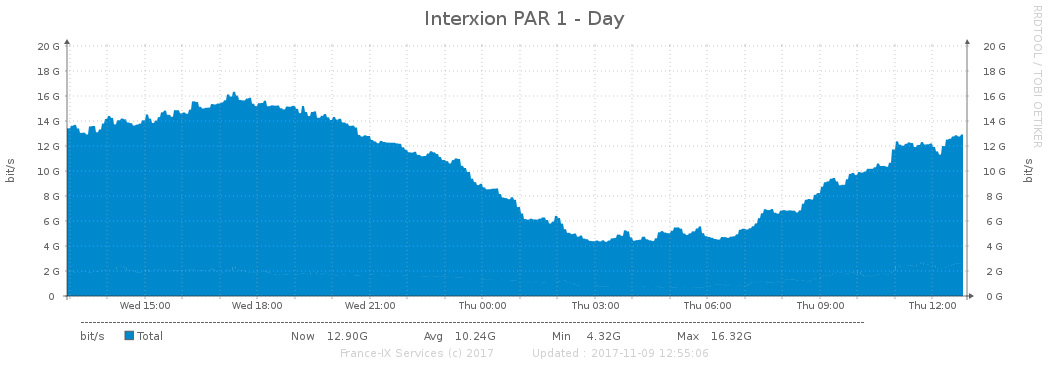 Interxion PAR 1 - Day
RRDTOOL / TOBI OETIKER
20 G 20 G
18 G 18 G
16 G 16 G
14 G 14 G
12 G 12 G
10 G 10 G
8 G 8 G
6 G 6 G
4 G 4 G
2 G 2 G
0 0 G
bit/s bit/s
Wed 15:00 Wed 18:00 Wed 21:00 Thu 00:00 Thu 03:00 Thu 06:00 Thu 09:00 Thu 12:00
bit/s Total Now 12.90G Avg 10.24G Min 4.32G Max 16.32G
France-IX Services (c) 2017 Updated : 2017-11-09 12:55:06